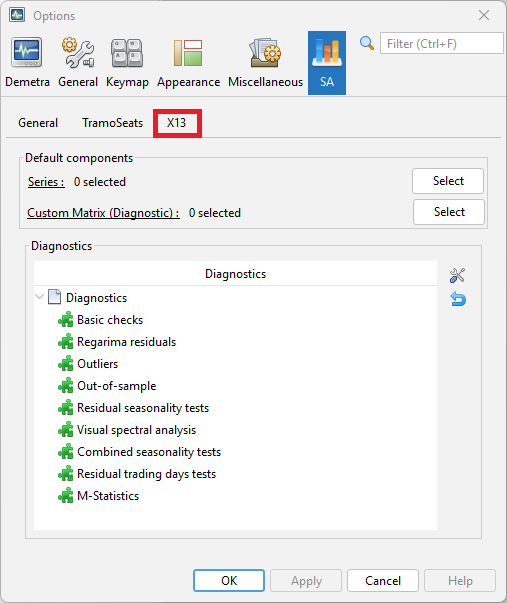 Options
Demetra General Keymap Appearance Miscellaneous SA
Filter (Ctrl+F)
General TramoSeats X13
Default components
Series : 0 selected Select
Custom Matrix (Diagnostic) : 0 selected Select
Diagnostics
Diagnostics
Diagnostics
Basic checks
Regarima residuals
Outliers
Out-of-sample
Residual seasonality tests
Visual spectral analysis
Combined seasonality tests
Residual trading days tests
M-Statistics
OK Apply Cancel Help